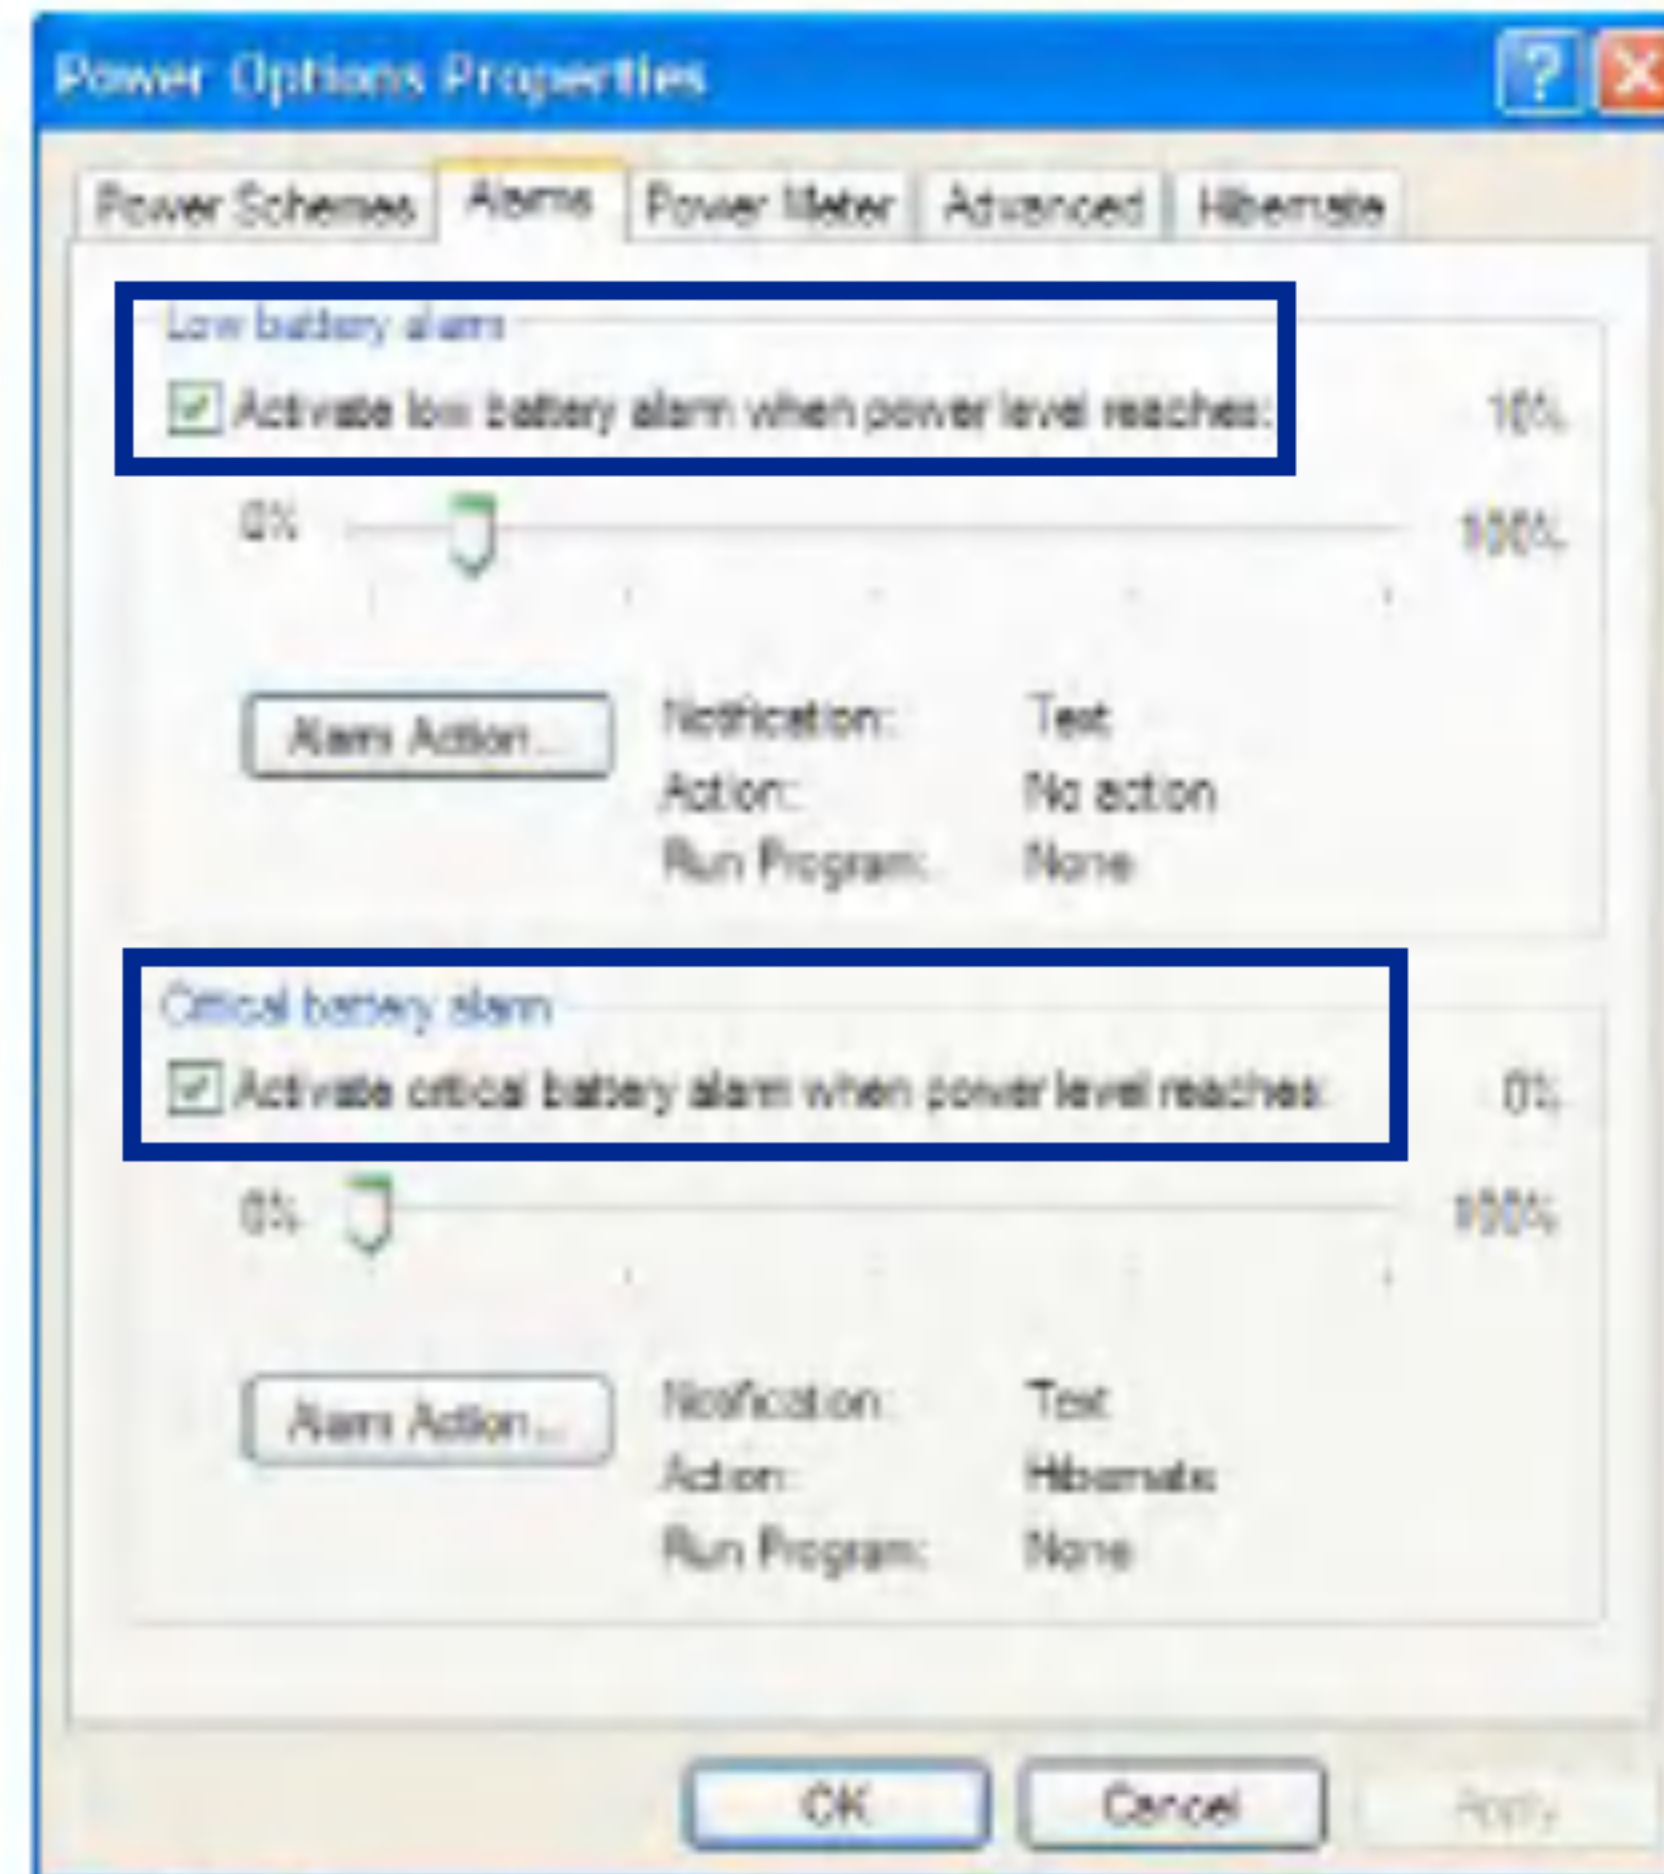 Power Options Properties
Power Schemes Alarms Power Meter Advanced Hibernate
Low battery alarm
Activate low battery alarm when power level reaches: 10%
0% 100%
Alarm Action... Notification: Text
Action: No action
Run Program: None
Critical battery alarm
Activate critical battery alarm when power level reaches: 0%
0% 100%
Alarm Action... Notification: Text
Action: Hibernate
Run Program: None
OK Cancel Apply